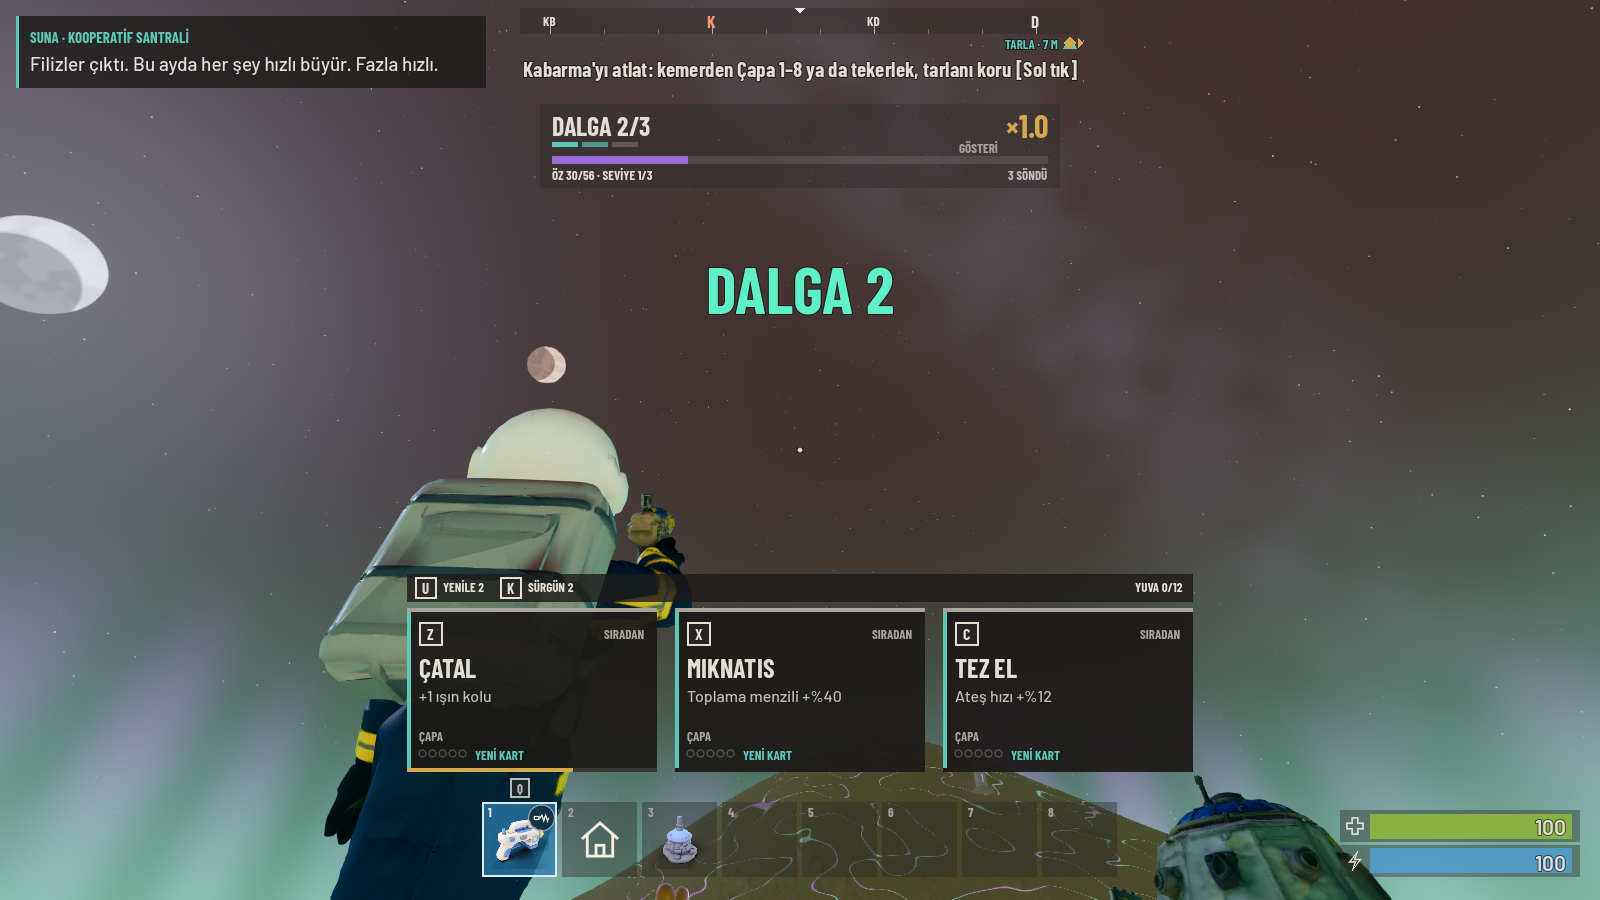 SUNA · KOOPERATİF SANTRALİ
Filizler çıktı. Bu ayda her şey hızlı büyür. Fazla hızlı.
KB K KD D
TARLA · 7 M
Kabarma'yı atlat: kemerden Çapa 1-8 ya da tekerlek, tarlanı koru [Sol tık]
DALGA 2/3
×1.0
GÖSTERİ
ÖZ 30/56 · SEVİYE 1/3
3 SÖNDÜ
DALGA 2
U YENİLE 2 K SÜRGÜN 2
YUVA 0/12
Z SIRADAN
ÇATAL
+1 ışın kolu
ÇAPA
YENİ KART
X SIRADAN
MIKNATIS
Toplama menzili +%40
ÇAPA
YENİ KART
C SIRADAN
TEZ EL
Ateş hızı +%12
ÇAPA
YENİ KART
Q
1 2 3 4 5 6 7 8
100
100